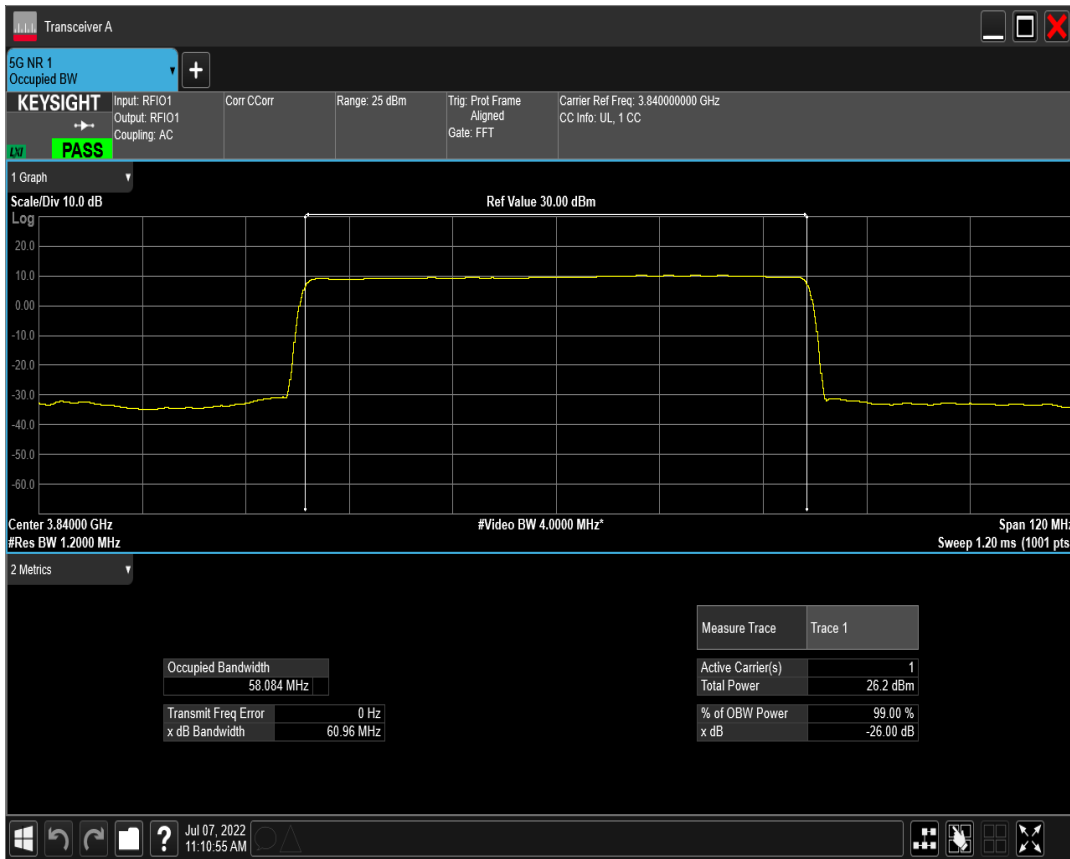 Transceiver A
5G NR 1
Occupied BW
KEYSIGHT
LXI
PASS
Input: RFIO1
Output: RFIO1
Coupling: AC
Corr CCorr
Range: 25 dBm
Trig: Prot Frame
Aligned
Gate: FFT
Carrier Ref Freq: 3.840000000 GHz
CC Info: UL, 1 CC
1 Graph
Scale/Div 10.0 dB
Ref Value 30.00 dBm
Log
20.0
10.0
0.00
-10.0
-20.0
-30.0
-40.0
-50.0
-60.0
Center 3.84000 GHz
#Video BW 4.0000 MHz*
Span 120 MHz
#Res BW 1.2000 MHz
Sweep 1.20 ms (1001 pts
2 Metrics
Measure Trace Trace 1
Occupied Bandwidth
58.084 MHz
Active Carrier(s) 1
Total Power 26.2 dBm
Transmit Freq Error 0 Hz
x dB Bandwidth 60.96 MHz
% of OBW Power 99.00 %
x dB -26.00 dB
?
Jul 07, 2022
11:10:55 AM